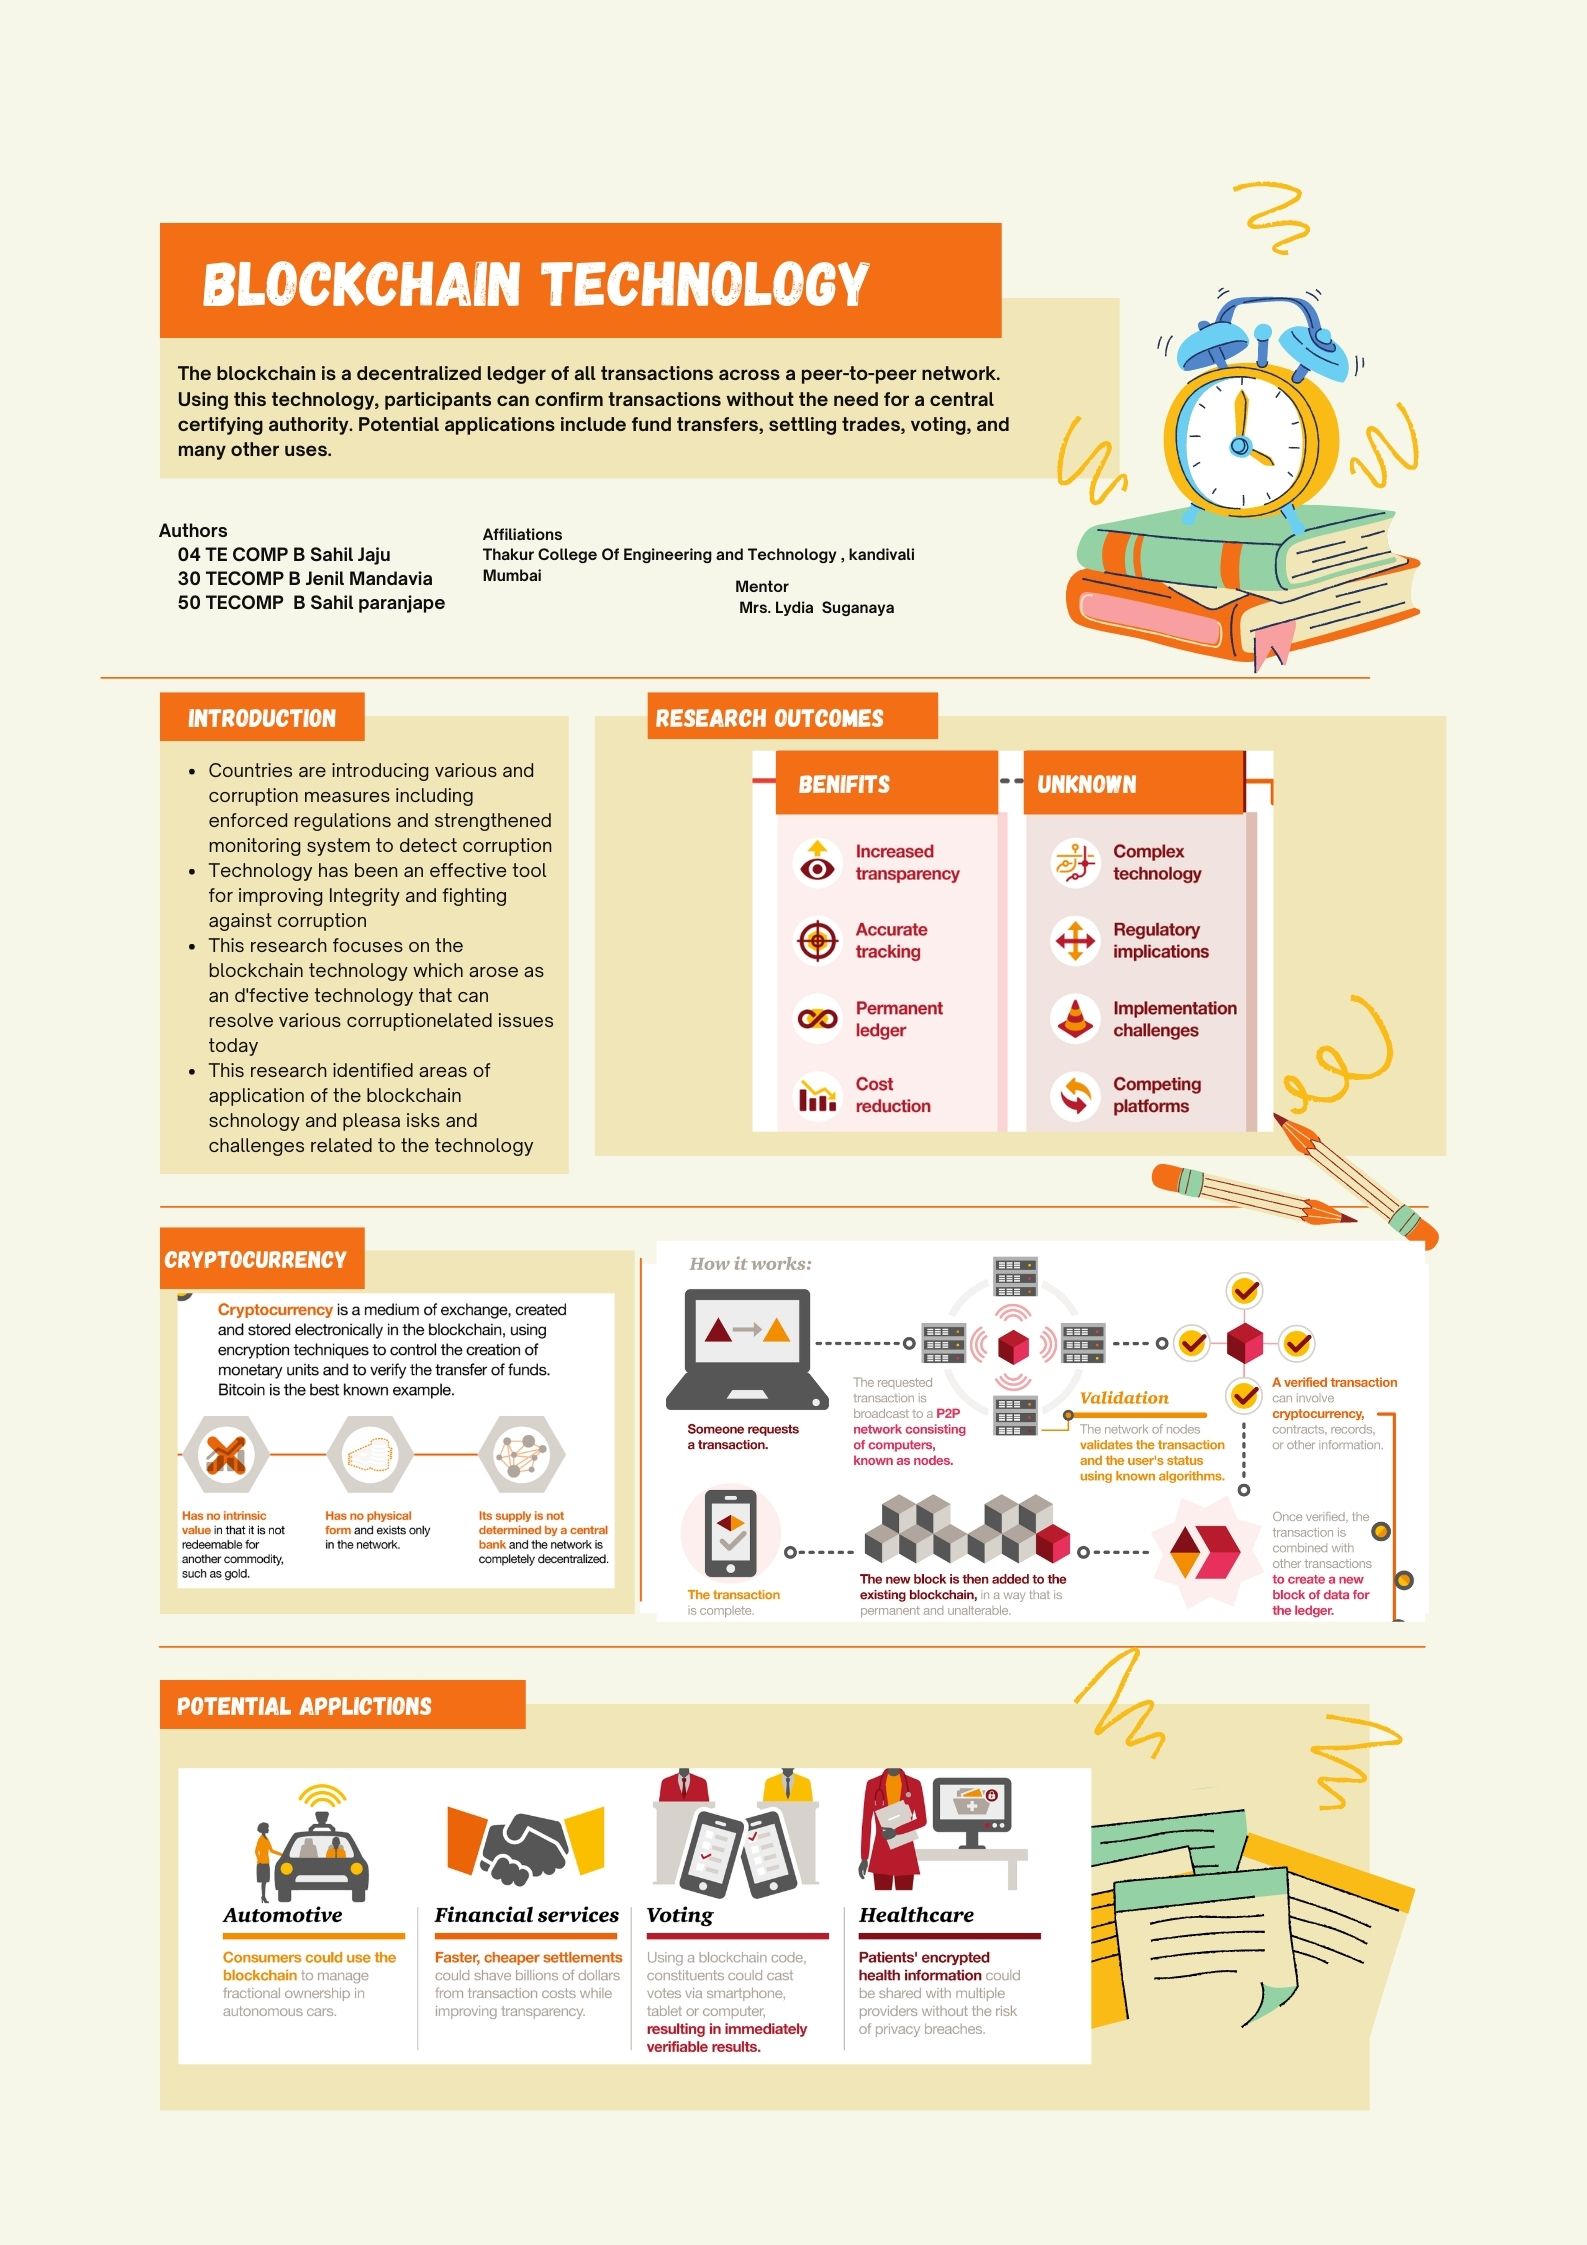 BLOCKCHAIN TECHNOLOGY
The blockchain is a decentralized ledger of all transactions across a peer-to-peer network.
Using this technology, participants can confirm transactions without the need for a central
certifying authority. Potential applications include fund transfers, settling trades, voting, and
many other uses.
Authors
04 TE COMP B Sahil Jaju
30 TECOMP B Jenil Mandavia
50 TECOMP B Sahil paranjape
Affiliations
Thakur College Of Engineering and Technology , kandivali
Mumbai
Mentor
Mrs. Lydia Suganaya
INTRODUCTION
• Countries are introducing various and
corruption measures including
enforced regulations and strengthened
monitoring system to detect corruption
• Technology has been an effective tool
for improving Integrity and fighting
against corruption
• This research focuses on the
blockchain technology which arose as
an d'fective technology that can
resolve various corruptionelated issues
today
• This research identified areas of
application of the blockchain
schnology and pleasa isks and
challenges related to the technology
RESEARCH OUTCOMES
BENIFITS
Increased
transparency
Accurate
tracking
Permanent
ledger
Cost
reduction
UNKNOWN
Complex
technology
Regulatory
implications
Implementation
challenges
Competing
platforms
CRYPTOCURRENCY
Cryptocurrency is a medium of exchange, created
and stored electronically in the blockchain, using
encryption techniques to control the creation of
monetary units and to verify the transfer of funds.
Bitcoin is the best known example.
Has no intrinsic
value in that it is not
redeemable for
another commodity,
such as gold.
Has no physical
form and exists only
in the network.
Its supply is not
determined by a central
bank and the network is
completely decentralized.
How it works:
Someone requests
a transaction.
The requested
transaction is
broadcast to a P2P
network consisting
of computers,
known as nodes.
Validation
The network of nodes
validates the transaction
and the user's status
using known algorithms.
A verified transaction
can involve
cryptocurrency,
contracts, records,
or other information.
Once verified, the
transaction is
combined with
other transactions
to create a new
block of data for
the ledger.
The new block is then added to the
existing blockchain, in a way that is
permanent and unalterable.
The transaction
is complete.
POTENTIAL APPLICTIONS
Automotive
Consumers could use the
blockchain to manage
fractional ownership in
autonomous cars.
Financial services
Faster, cheaper settlements
could shave billions of dollars
from transaction costs while
improving transparency.
Voting
Using a blockchain code,
constituents could cast
votes via smartphone,
tablet or computer,
resulting in immediately
verifiable results.
Healthcare
Patients' encrypted
health information could
be shared with multiple
providers without the risk
of privacy breaches.